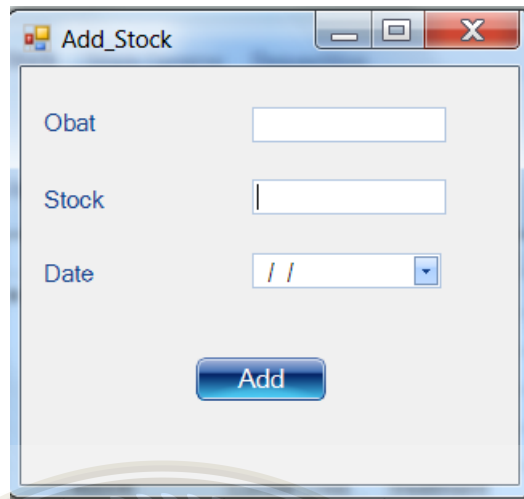 Add_Stock
Obat
Stock
Date / /
Add